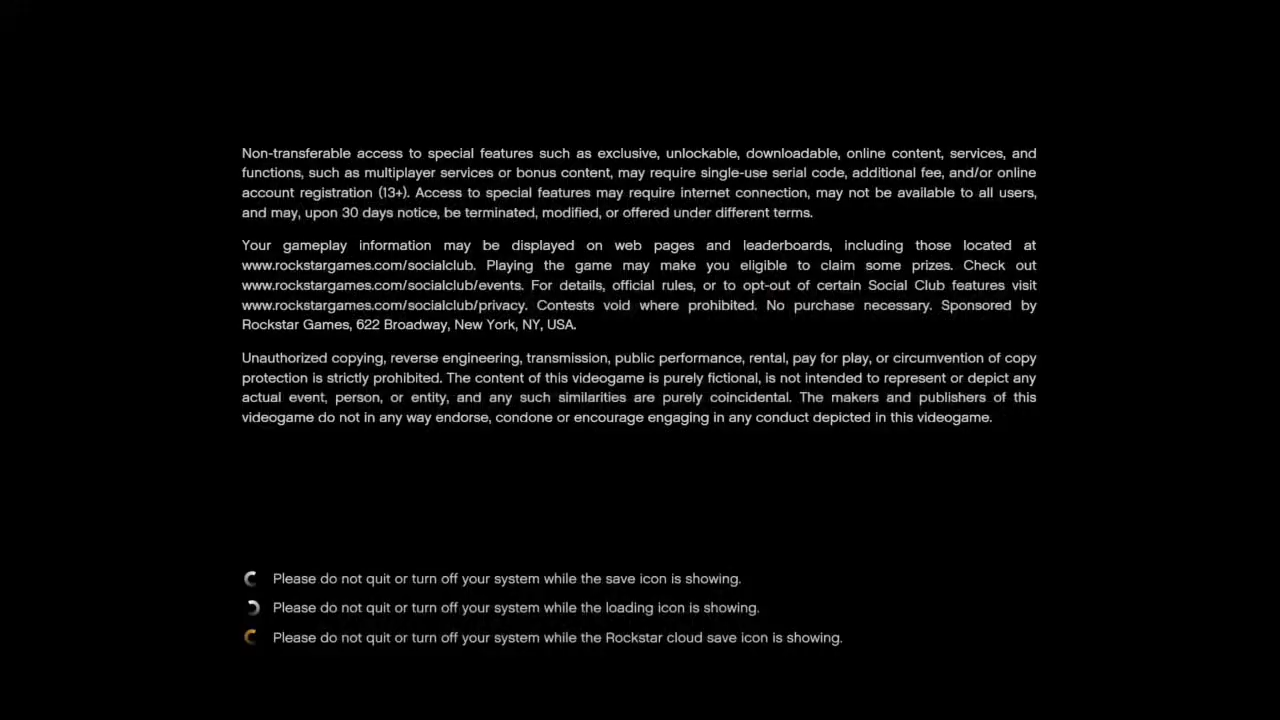 Non-transferable access to special features such as exclusive, unlockable, downloadable, online content, services, and
functions, such as multiplayer services or bonus content, may require single-use serial code, additional fee, and/or online
account registration (13+). Access to special features may require internet connection, may not be available to all users,
and may, upon 30 days notice, be terminated, modified, or offered under different terms.
Your gameplay information may be displayed on web pages and leaderboards, including those located at
www.rockstargames.com/socialclub. Playing the game may make you eligible to claim some prizes. Check out
www.rockstargames.com/socialclub/events. For details, official rules, or to opt-out of certain Social Club features visit
www.rockstargames.com/socialclub/privacy. Contests void where prohibited. No purchase necessary. Sponsored by
Rockstar Games, 622 Broadway, New York, NY, USA.
Unauthorized copying, reverse engineering, transmission, public performance, rental, pay for play, or circumvention of copy
protection is strictly prohibited. The content of this videogame is purely fictional, is not intended to represent or depict any
actual event, person, or entity, and any such similarities are purely coincidental. The makers and publishers of this
videogame do not in any way endorse, condone or encourage engaging in any conduct depicted in this videogame.
Please do not quit or turn off your system while the save icon is showing.
Please do not quit or turn off your system while the loading icon is showing.
Please do not quit or turn off your system while the Rockstar cloud save icon is showing.